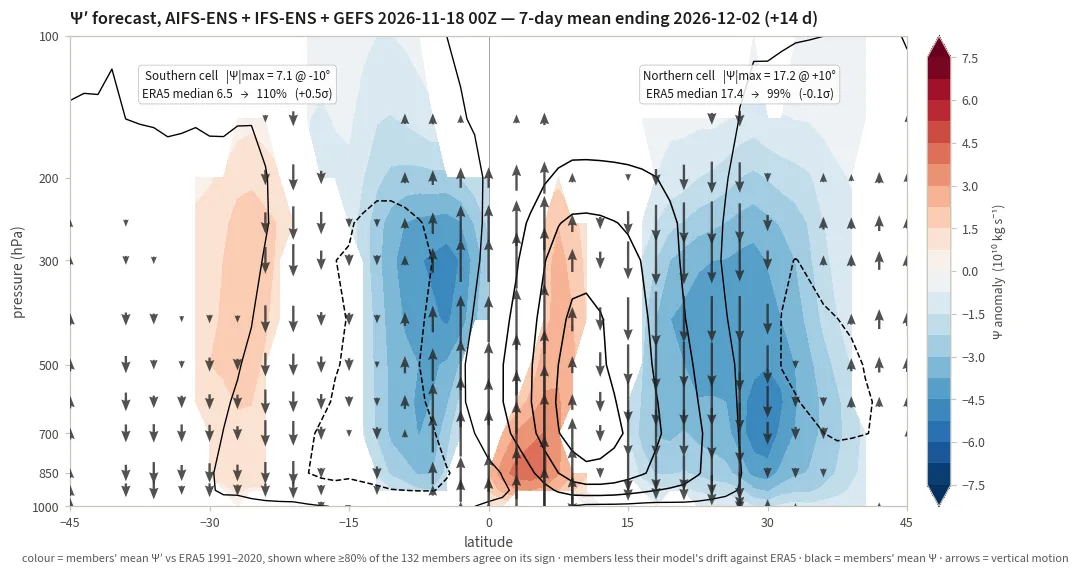 Ψ′ forecast, AIFS-ENS + IFS-ENS + GEFS 2026-11-18 00Z — 7-day mean ending 2026-12-02 (+14 d)
Southern cell |Ψ|max = 7.1 @ -10°
ERA5 median 6.5 → 110% (+0.5σ)
Northern cell |Ψ|max = 17.2 @ +10°
ERA5 median 17.4 → 99% (-0.1σ)
pressure (hPa)
100
200
300
400
500
700
850
1000
−45
−30
−15
0
15
30
45
latitude
7.5
6.0
4.5
3.0
1.5
0.0
−1.5
−3.0
−4.5
−6.0
−7.5
Ψ anomaly (10¹⁰ kg s⁻¹)
colour = members' mean Ψ′ vs ERA5 1991–2020, shown where ≥80% of the 132 members agree on its sign · members less their model's drift against ERA5 · black = members' mean Ψ · arrows = vertical motion